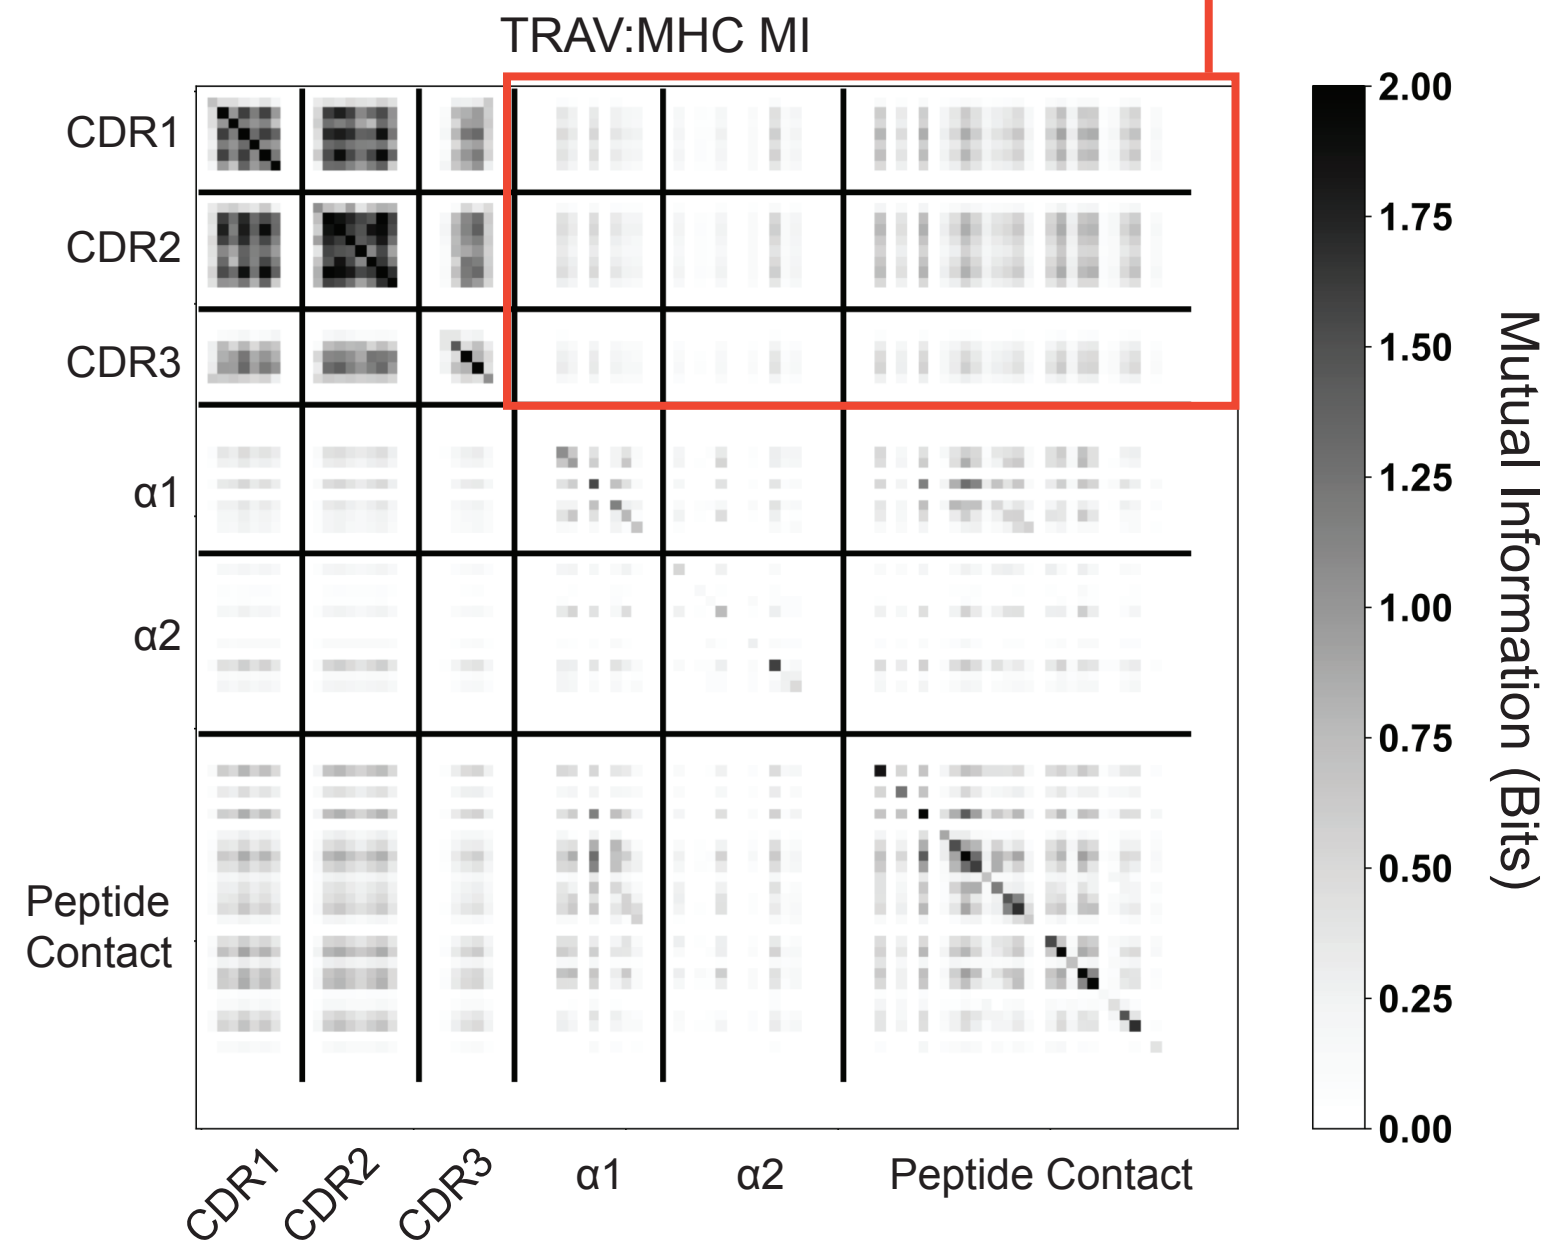 TRAV:MHC MI
CDR1
CDR2
CDR3
α1
α2
Peptide
Contact
CDR1
CDR2
CDR3
α1
α2
Peptide Contact
2.00
1.75
1.50
1.25
1.00
0.75
0.50
0.25
0.00
Mutual Information (Bits)